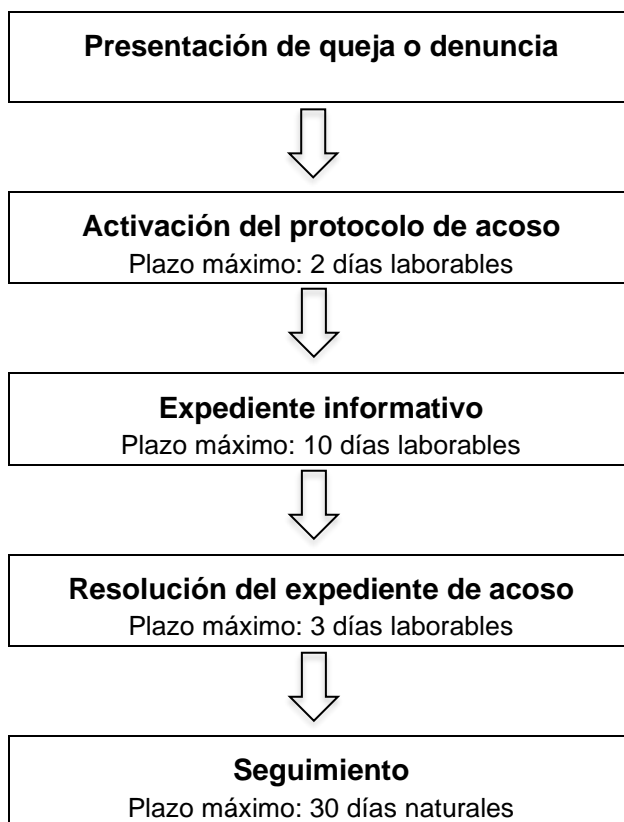 Presentación de queja o denuncia
Activación del protocolo de acoso
Plazo máximo: 2 días laborables
Expediente informativo
Plazo máximo: 10 días laborables
Resolución del expediente de acoso
Plazo máximo: 3 días laborables
Seguimiento
Plazo máximo: 30 días naturales